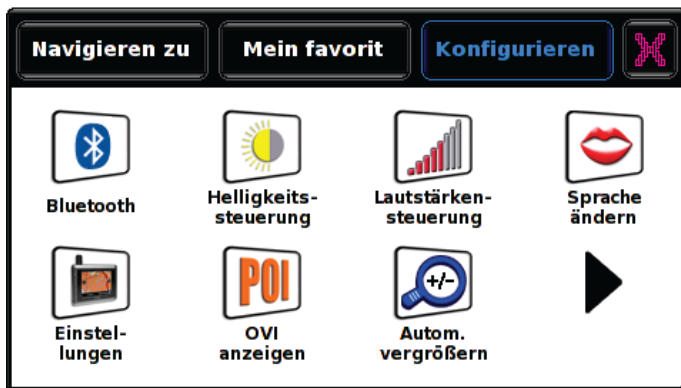 Navigieren zu
Mein favorit
Konfigurieren
X
Bluetooth
Helligkeits-
steuerung
Lautstärken-
steuerung
Sprache
ändern
Einstel-
lungen
POI
OVI
anzeigen
+/-
Autom.
vergrößern